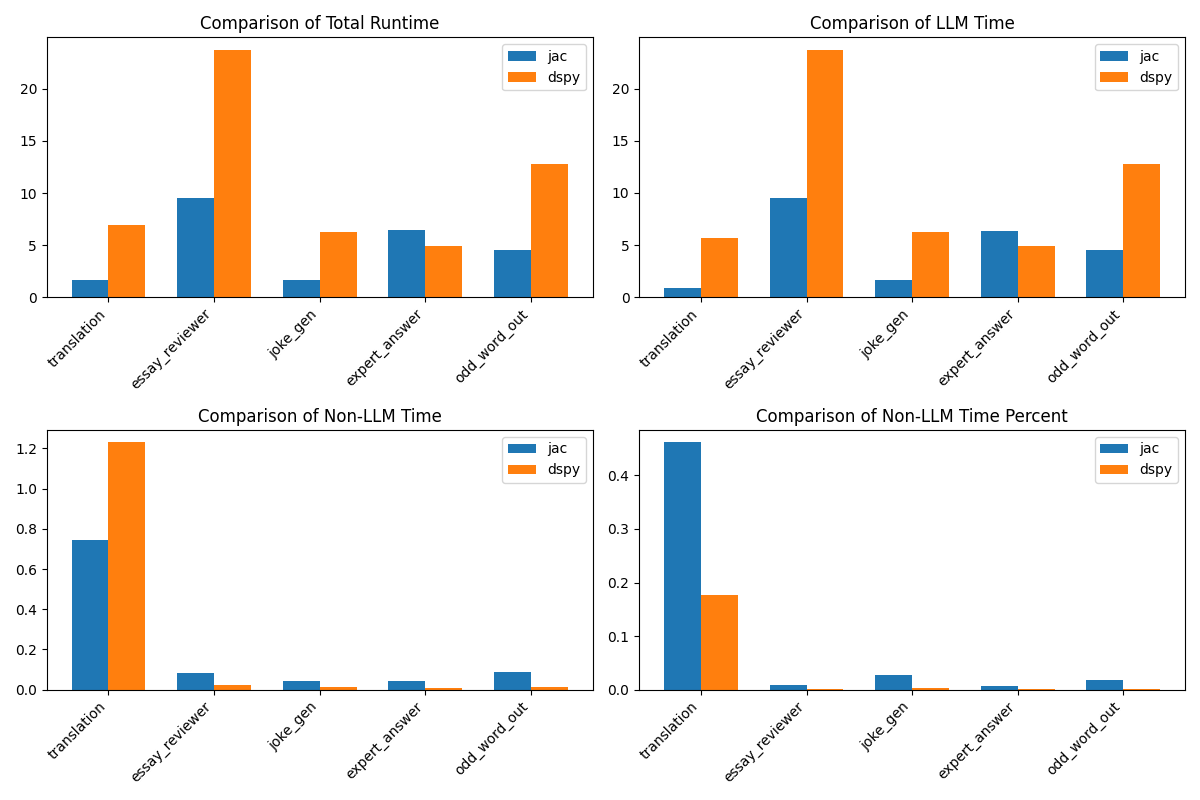 Comparison of Total Runtime
jac
dspy
20
15
10
5
0
translation
essay_reviewer
joke_gen
expert_answer
odd_word_out
Comparison of LLM Time
jac
dspy
20
15
10
5
0
translation
essay_reviewer
joke_gen
expert_answer
odd_word_out
Comparison of Non-LLM Time
jac
dspy
1.2
1.0
0.8
0.6
0.4
0.2
0.0
translation
essay_reviewer
joke_gen
expert_answer
odd_word_out
Comparison of Non-LLM Time Percent
jac
dspy
0.4
0.3
0.2
0.1
0.0
translation
essay_reviewer
joke_gen
expert_answer
odd_word_out